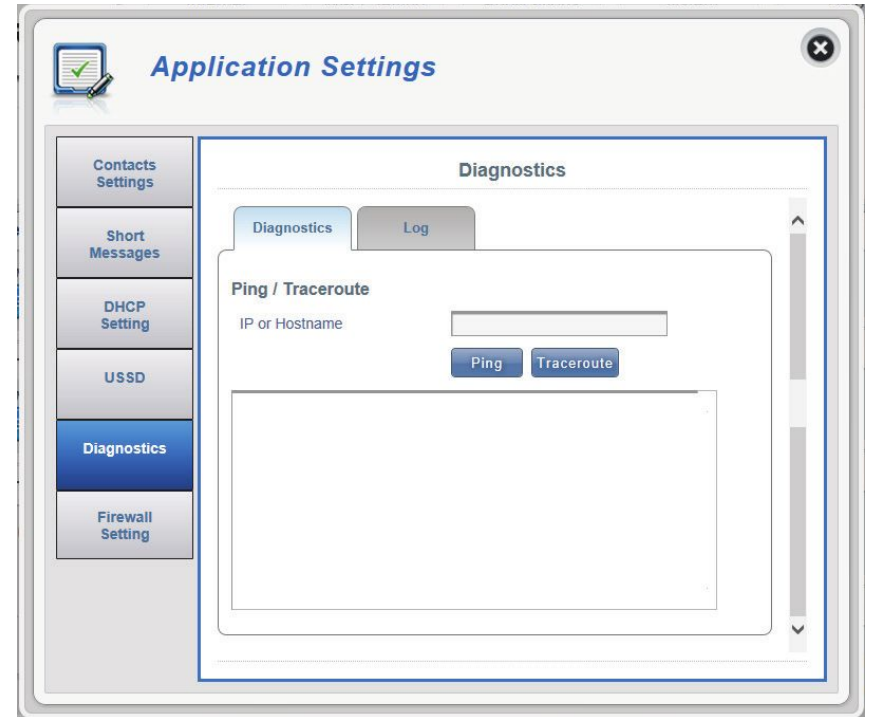 Application Settings
Contacts
Settings
Short
Messages
DHCP
Setting
USSD
Diagnostics
Firewall
Setting
Diagnostics
Diagnostics
Log
Ping / Traceroute
IP or Hostname
Ping
Traceroute